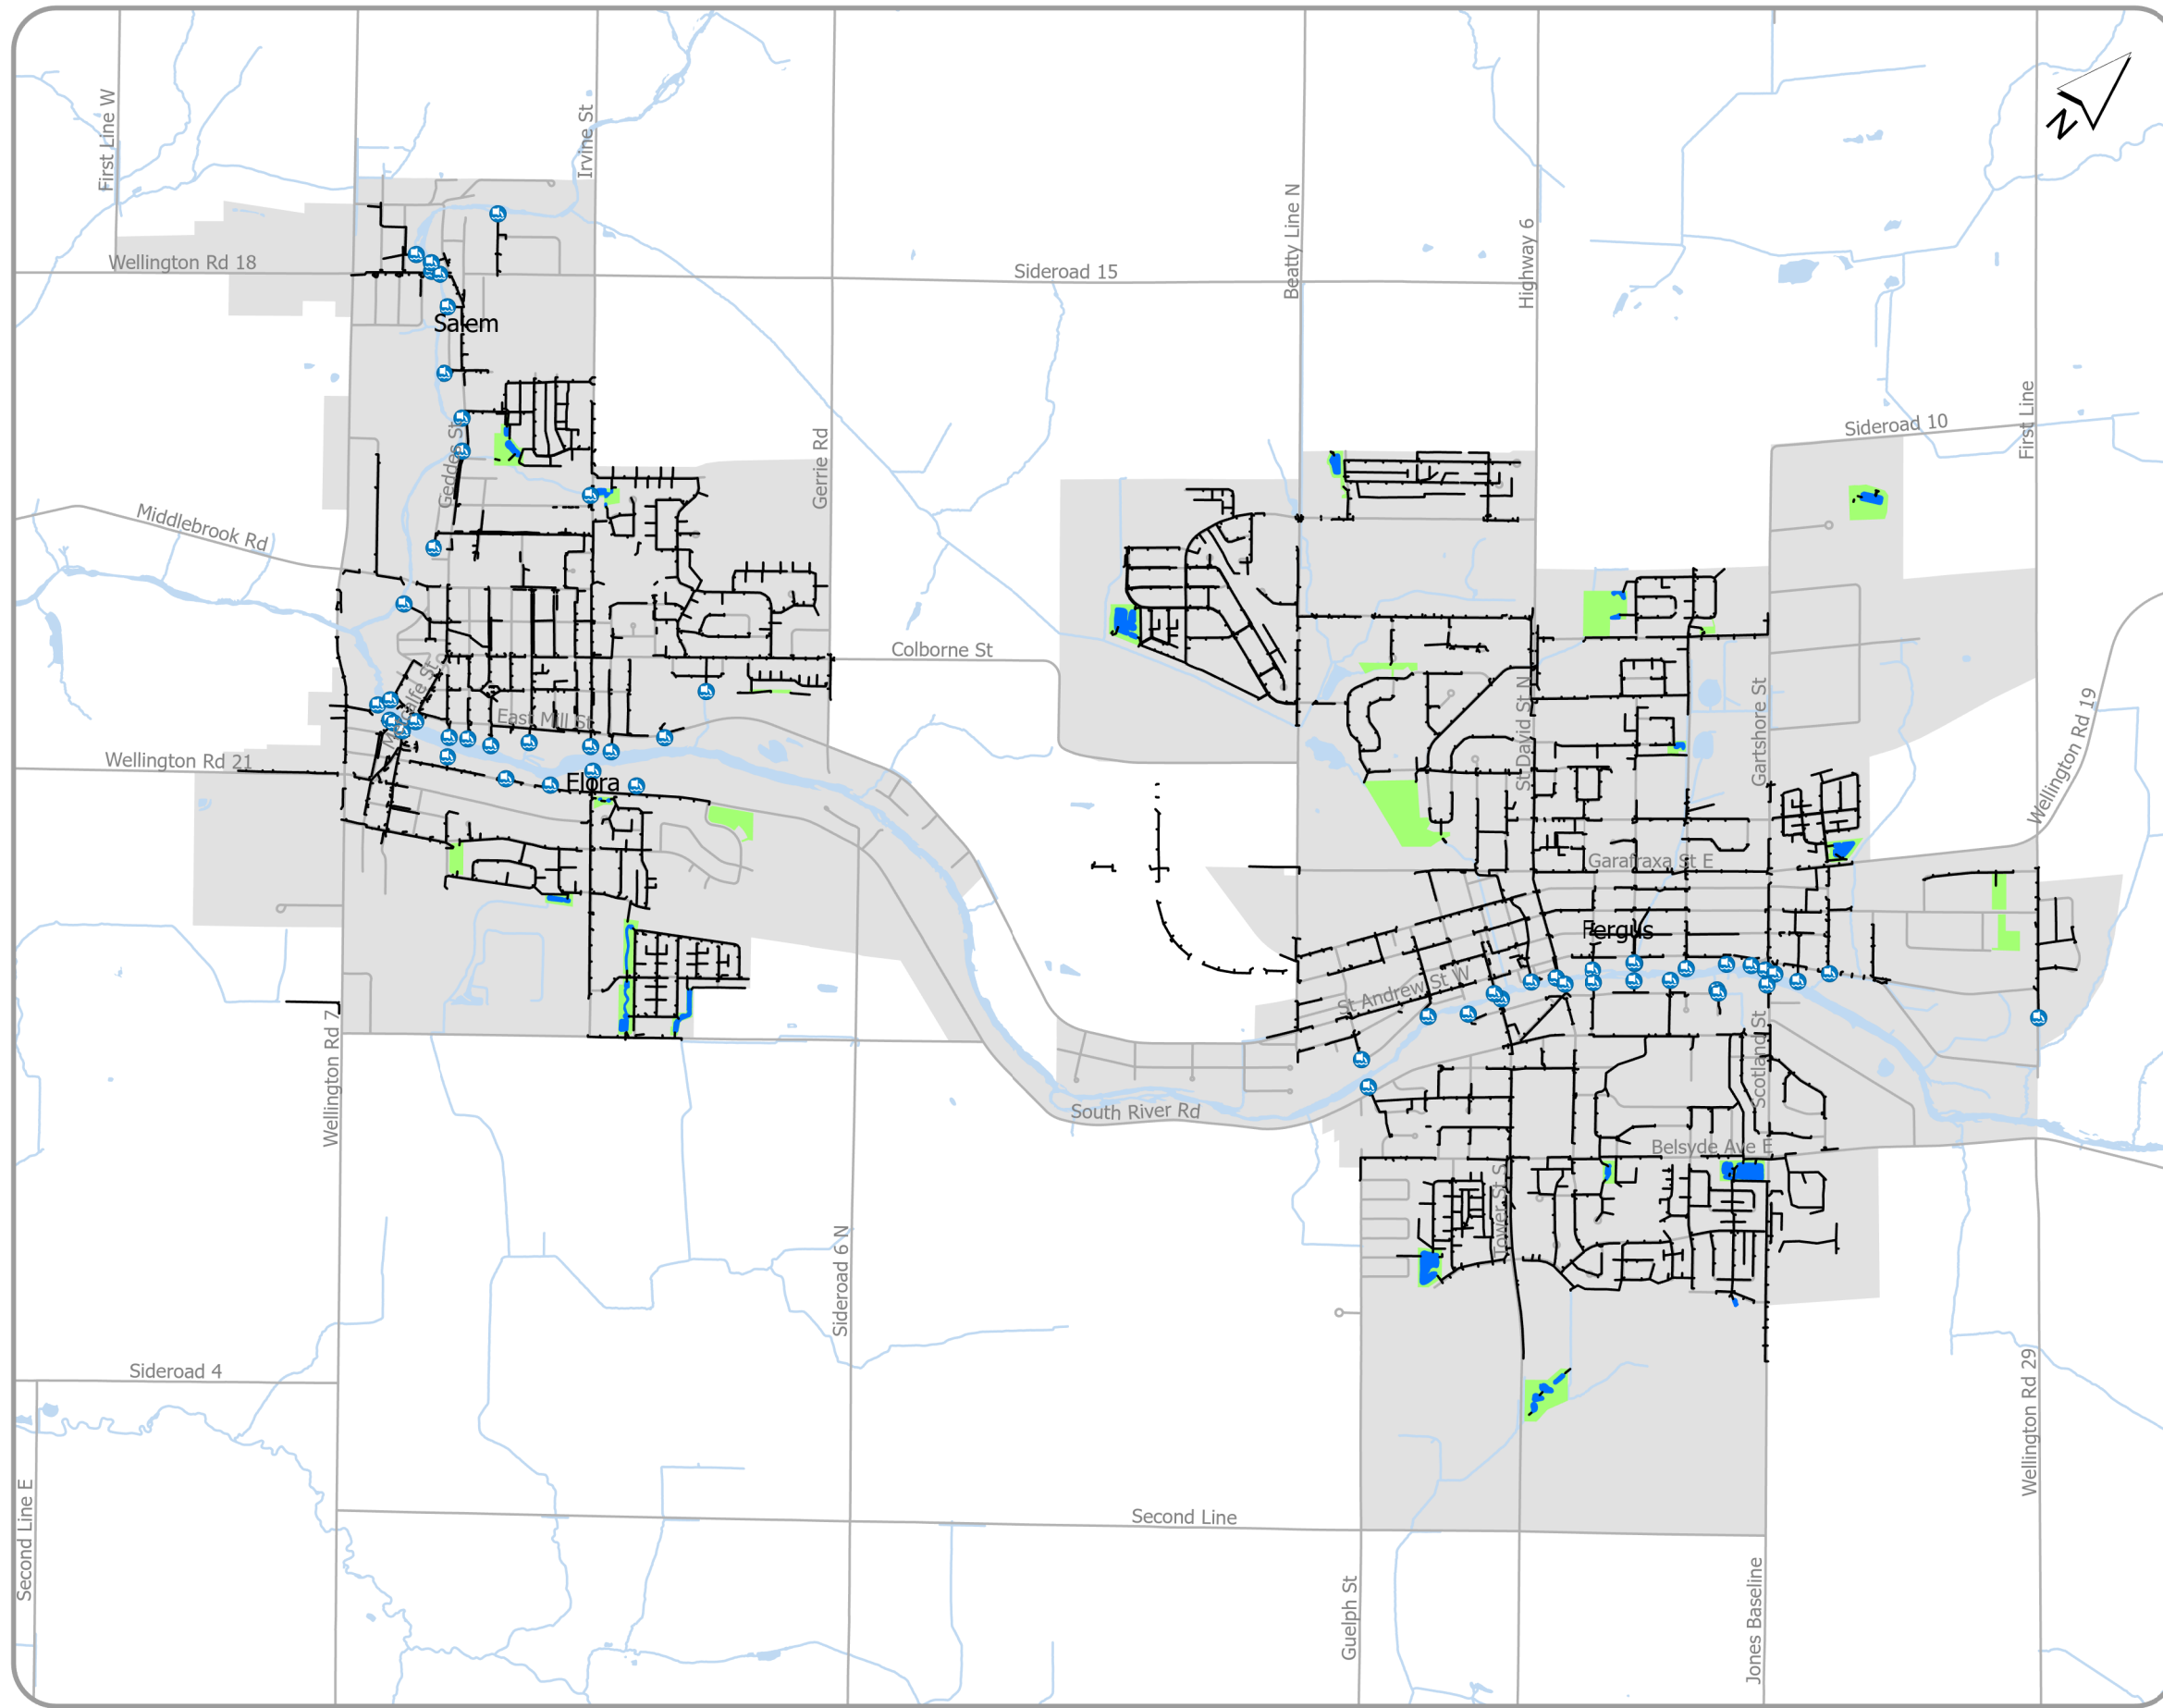 First Line W
Irvine St
N
Beatty Line N
Highway 6
Wellington Rd 18
Sideroad 15
Salem
First Line
Sideroad 10
Geddes St
Gerrie Rd
Middlebrook Rd
Colborne St
St David St N
Gartshore St
Wellington Rd 19
East Mill St
Wellington Rd 21
Elora
Garafraxa St E
Fergus
St Andrew St W
Wellington Rd 7
Scotland St
South River Rd
Belsyde Ave E
Tower St S
Sideroad 6 N
Sideroad 4
Wellington Rd 29
Second Line E
Second Line
Guelph St
Jones Baseline